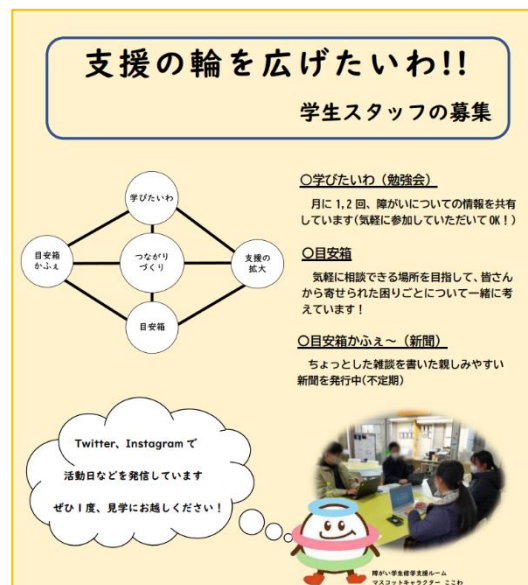 支援の輪を広げたいわ!!
学生スタッフの募集
学びたいわ
目安箱
かふぇ
つながり
づくり
支援の
拡大
目安箱
〇学びたいわ（勉強会）
月に1,2回、障がいについての情報を共有
しています(気軽に参加していただいてOK！)
〇目安箱
気軽に相談できる場所を目指して、皆さん
から寄せられた困りごとについて一緒に考
えています！
〇目安箱かふぇ～（新聞）
ちょっとした雑談を書いた親しみやすい
新聞を発行中(不定期)
Twitter、Instagramで
活動日などを発信しています
ぜひ1度、見学にお越しください！
障がい学生修学支援ルーム
マスコットキャラクター ここわ